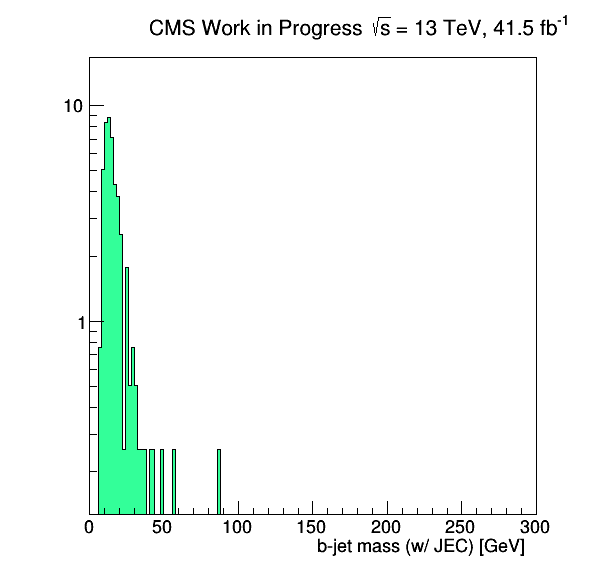 CMS Work in Progress √s = 13 TeV, 41.5 fb⁻¹
10
1
0 50 100 150 200 250 300
b-jet mass (w/ JEC) [GeV]